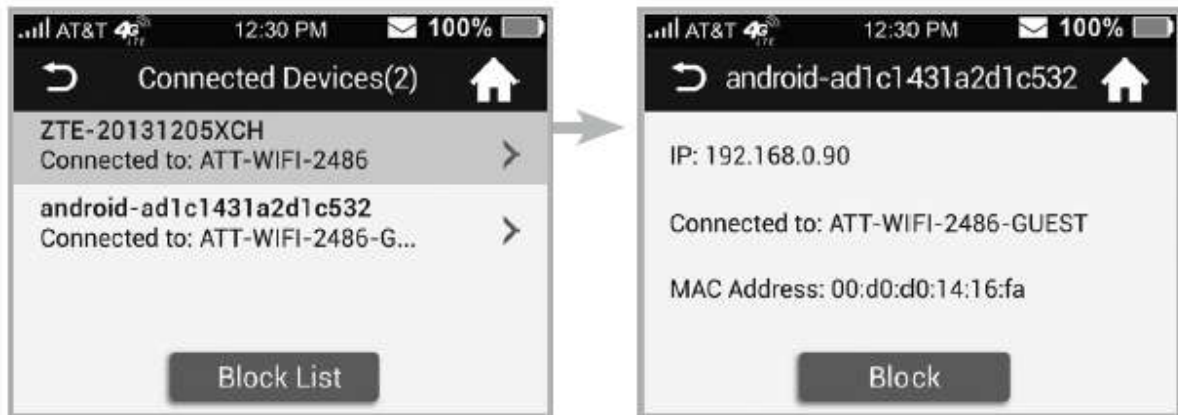 AT&T 4G LTE 12:30 PM 100%
Connected Devices(2)
ZTE-20131205XCH
Connected to: ATT-WIFI-2486
android-ad1c1431a2d1c532
Connected to: ATT-WIFI-2486-G...
Block List
AT&T 4G LTE 12:30 PM 100%
android-ad1c1431a2d1c532
IP: 192.168.0.90
Connected to: ATT-WIFI-2486-GUEST
MAC Address: 00:d0:d0:14:16:fa
Block